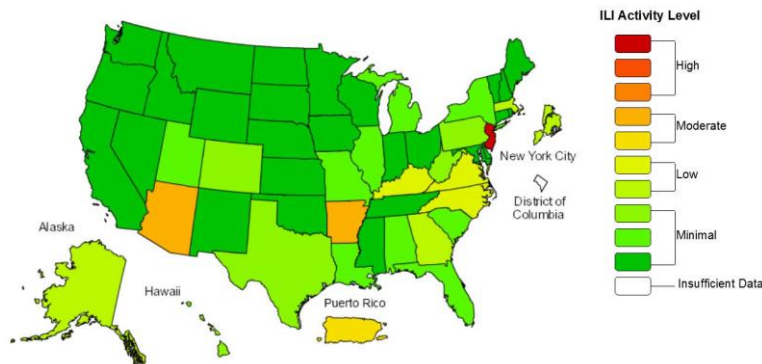 ILI Activity Level
High
Moderate
Low
Minimal
Insufficient Data
New York City
District of
Columbia
Alaska
Hawaii
Puerto Rico